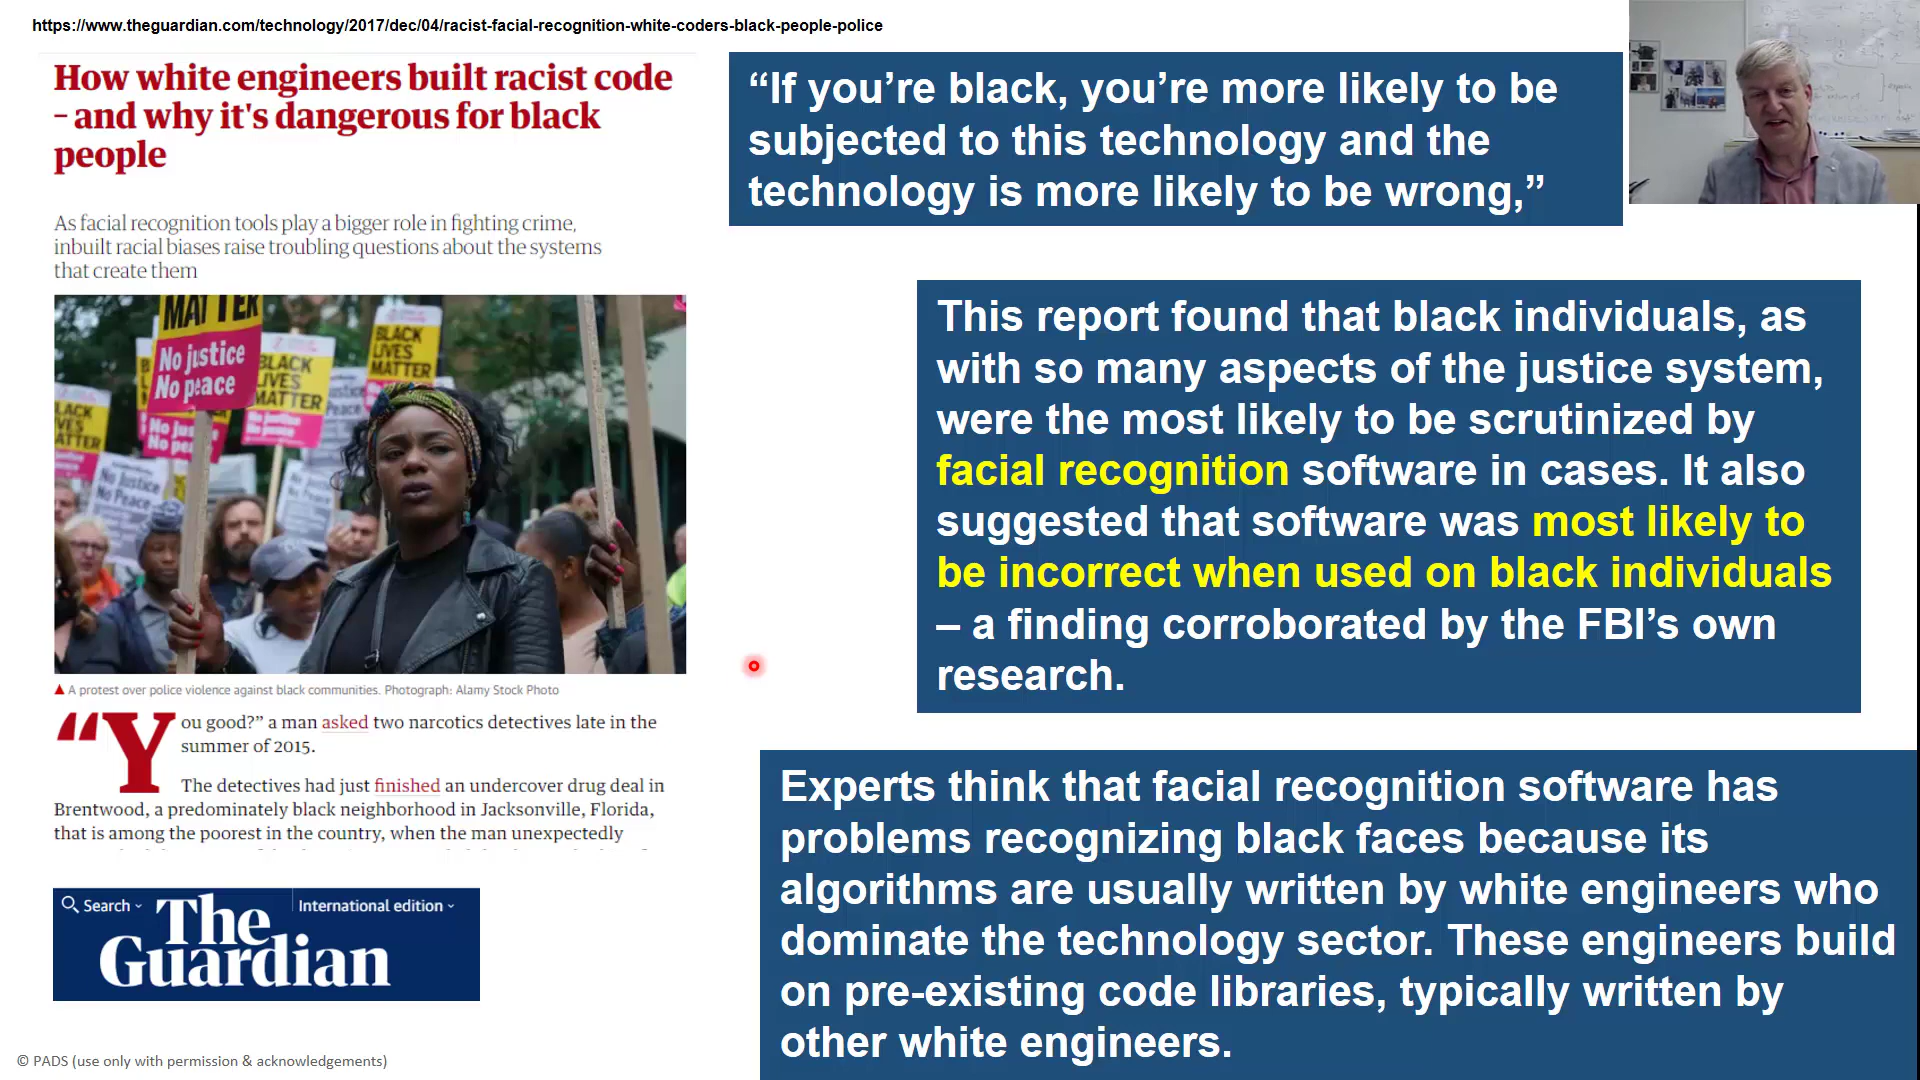 https://www.theguardian.com/technology/2017/dec/04/racist-facial-recognition-white-coders-black-people-police
How white engineers built racist code
– and why it's dangerous for black
people
As facial recognition tools play a bigger role in fighting crime,
inbuilt racial biases raise troubling questions about the systems
that create them
MATTER
No justice
No peace
BLACK
LIVES
MATTER
BLACK
LIVES
MATTER
LACK
VES
ATTER
No Justice
No Peace
A protest over police violence against black communities. Photograph: Alamy Stock Photo
“You good?” a man asked two narcotics detectives late in the
summer of 2015.
The detectives had just finished an undercover drug deal in
Brentwood, a predominately black neighborhood in Jacksonville, Florida,
that is among the poorest in the country, when the man unexpectedly
Search
International edition
The
Guardian
© PADS (use only with permission & acknowledgements)
“If you’re black, you’re more likely to be
subjected to this technology and the
technology is more likely to be wrong,”
This report found that black individuals, as
with so many aspects of the justice system,
were the most likely to be scrutinized by
facial recognition software in cases. It also
suggested that software was most likely to
be incorrect when used on black individuals
– a finding corroborated by the FBI’s own
research.
Experts think that facial recognition software has
problems recognizing black faces because its
algorithms are usually written by white engineers who
dominate the technology sector. These engineers build
on pre-existing code libraries, typically written by
other white engineers.